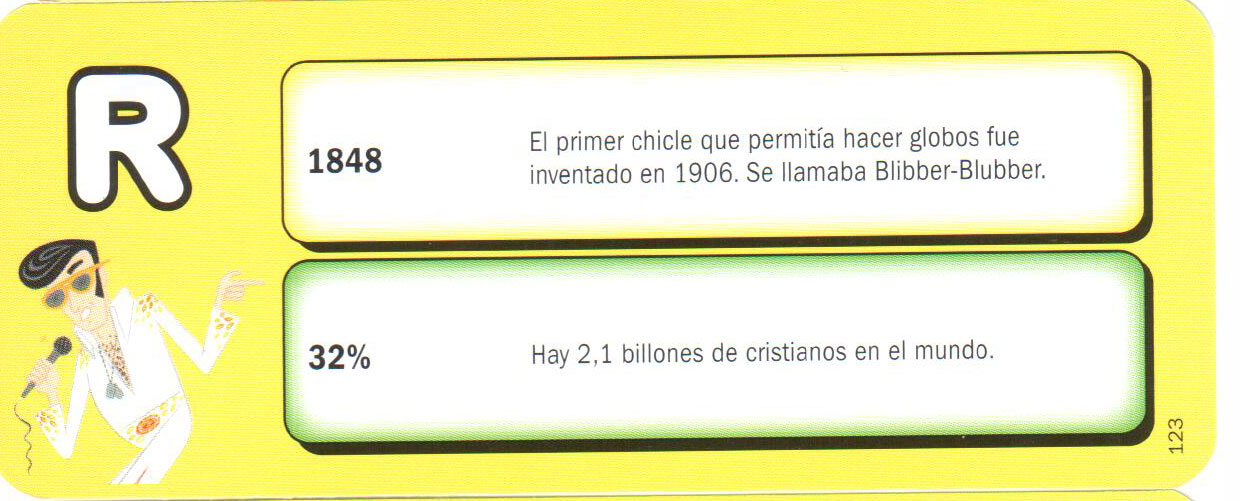 R
1848
El primer chicle que permitía hacer globos fue
inventado en 1906. Se llamaba Blibber-Blubber.
32%
Hay 2,1 billones de cristianos en el mundo.
123